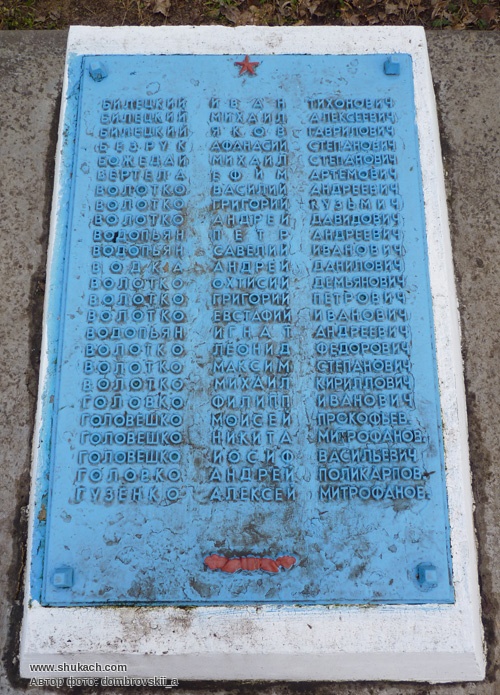 БИЛЕЦКИЙ ИВАН ТИХОНОВИЧ
БИЛЕЦКИЙ МИХАИЛ АЛЕКСЕЕВИЧ
БИЛЕЦКИЙ ЯКОВ ГАВРИЛОВИЧ
БЕЗРУК АФАНАСИЙ СТЕПАНОВИЧ
БОЖЕДАЙ МИХАИЛ СТЕПАНОВИЧ
ВЕРТЕЛА ЕФИМ АРТЕМОВИЧ
ВОЛОТКО ВАСИЛИЙ АНДРЕЕВИЧ
ВОЛОТКО ГРИГОРИЙ КУЗЬМИЧ
ВОЛОТКО АНДРЕЙ ДАВИДОВИЧ
ВОДОПЬЯН ПЕТР АНДРЕЕВИЧ
ВОДОПЬЯН САВЕЛИЙ ИВАНОВИЧ
ВОДКА АНДРЕЙ ДАНИЛОВИЧ
ВОЛОТКО ОХТИСИЙ ДЕМЬЯНОВИЧ
ВОЛОТКО ГРИГОРИЙ ПЕТРОВИЧ
ВОЛОТКО ЕВСТАФИЙ ИВАНОВИЧ
ВОДОПЬЯН ИГНАТ АНДРЕЕВИЧ
ВОЛОТКО ЛЕОНИД ФЕДОРОВИЧ
ВОЛОТКО МАКСИМ СТЕПАНОВИЧ
ВОЛОТКО МИХАИЛ КИРИЛЛОВИЧ
ГОЛОВКО ФИЛИПП ИВАНОВИЧ
ГОЛОВЕШКО МОИСЕЙ ПРОКОФЬЕВ.
ГОЛОВЕШКО НИКИТА МИТРОФАНОВ.
ГОЛОВЕШКО ИОСИФ ВАСИЛЬЕВИЧ
ГОЛОВКО АНДРЕЙ ПОЛИКАРПОВ.
ГУЗЕНКО АЛЕКСЕЙ МИТРОФАНОВ.
www.shukach.com
Автор фото: dombrovskii_a